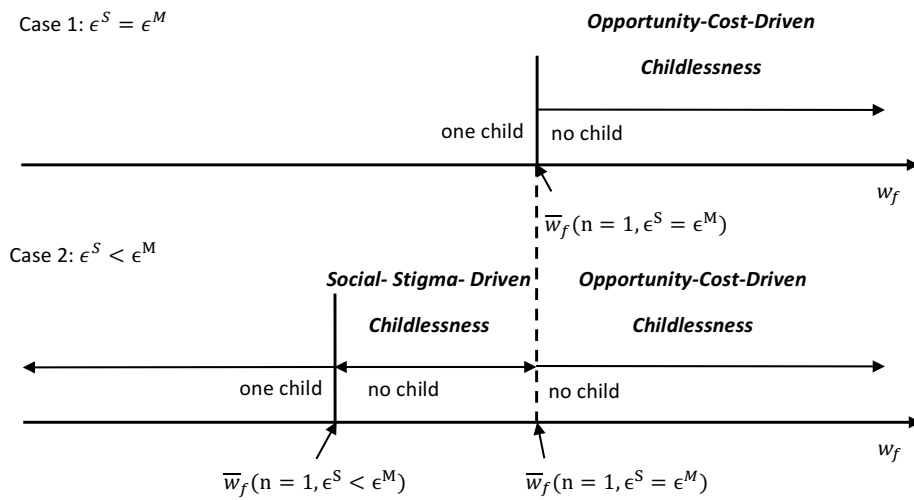 Case 1: ϵ^S = ϵ^M
Opportunity-Cost-Driven
Childlessness
one child
no child
w_f
w̅_f(n = 1, ϵ^S = ϵ^M)
Case 2: ϵ^S < ϵ^M
Social- Stigma- Driven
Childlessness
Opportunity-Cost-Driven
Childlessness
one child
no child
no child
w_f
w̅_f(n = 1, ϵ^S < ϵ^M)
w̅_f(n = 1, ϵ^S = ϵ^M)